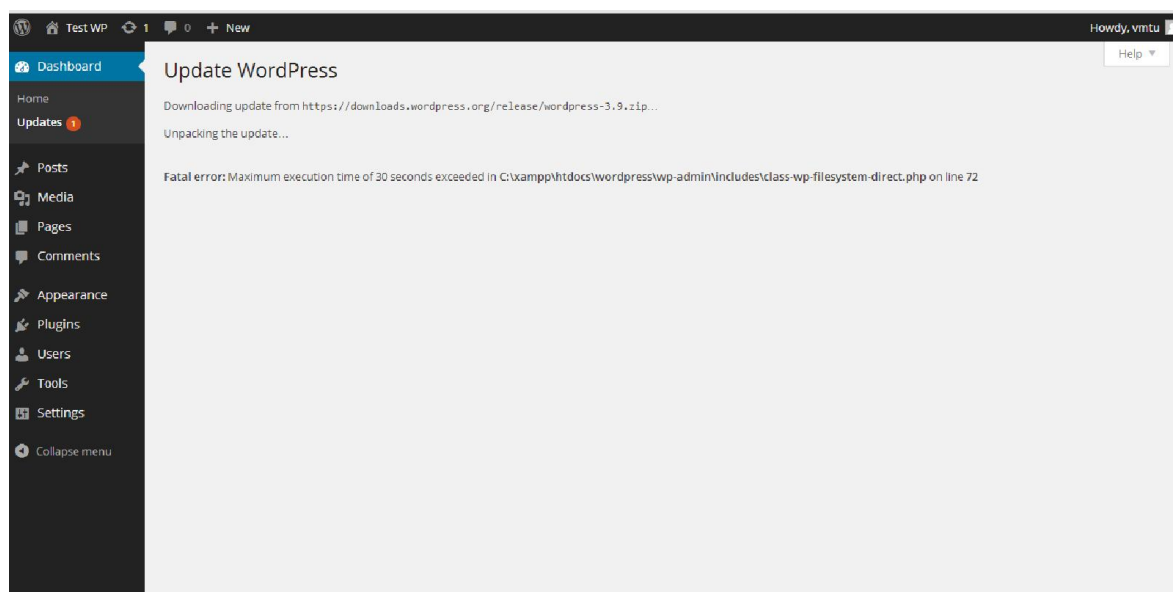 Test WP 1 0 + New Howdy, vmtu
Help
Dashboard
Home
Updates 1
Posts
Media
Pages
Comments
Appearance
Plugins
Users
Tools
Settings
Collapse menu
Update WordPress
Downloading update from https://downloads.wordpress.org/release/wordpress-3.9.zip...
Unpacking the update...
Fatal error: Maximum execution time of 30 seconds exceeded in C:\xampp\htdocs\wordpress\wp-admin\includes\class-wp-filesystem-direct.php on line 72